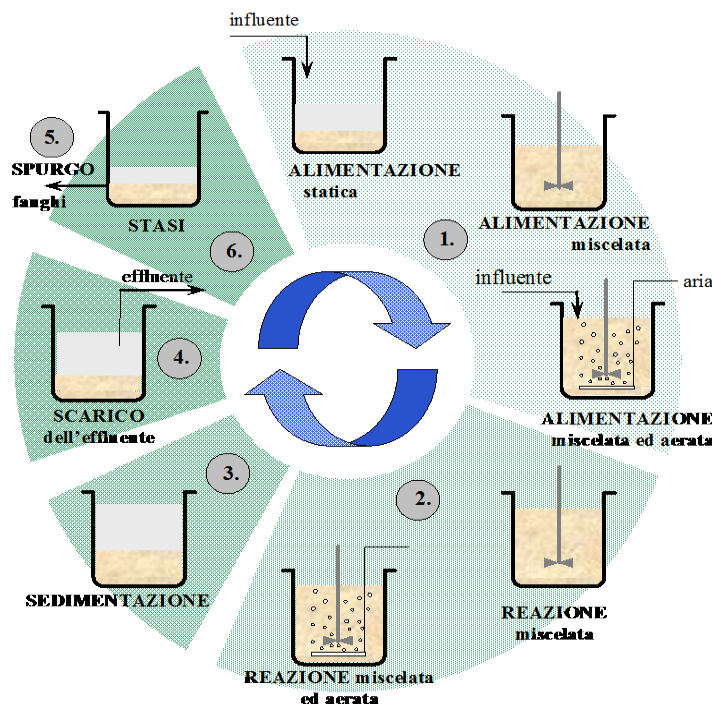 influente
ALIMENTAZIONE
statica
ALIMENTAZIONE
miscelata
1.
influente
aria
ALIMENTAZIONE
miscelata ed aerata
REAZIONE
miscelata
2.
REAZIONE miscelata
ed aerata
3.
SEDIMENTAZIONE
4.
effluente
SCARICO
dell'effluente
5.
SPURGO
fanghi
STASI
6.